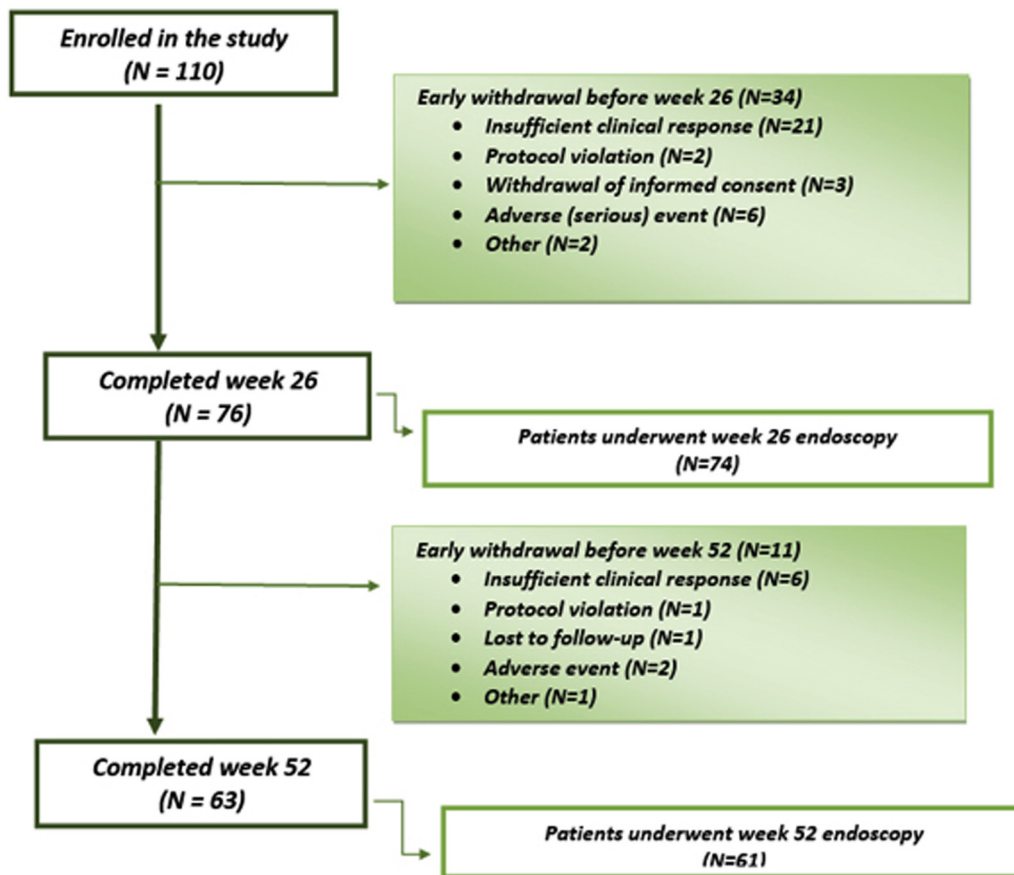 Enrolled in the study
(N = 110)
Early withdrawal before week 26 (N=34)
• Insufficient clinical response (N=21)
• Protocol violation (N=2)
• Withdrawal of informed consent (N=3)
• Adverse (serious) event (N=6)
• Other (N=2)
Completed week 26
(N = 76)
Patients underwent week 26 endoscopy
(N=74)
Early withdrawal before week 52 (N=11)
• Insufficient clinical response (N=6)
• Protocol violation (N=1)
• Lost to follow-up (N=1)
• Adverse event (N=2)
• Other (N=1)
Completed week 52
(N = 63)
Patients underwent week 52 endoscopy
(N=61)